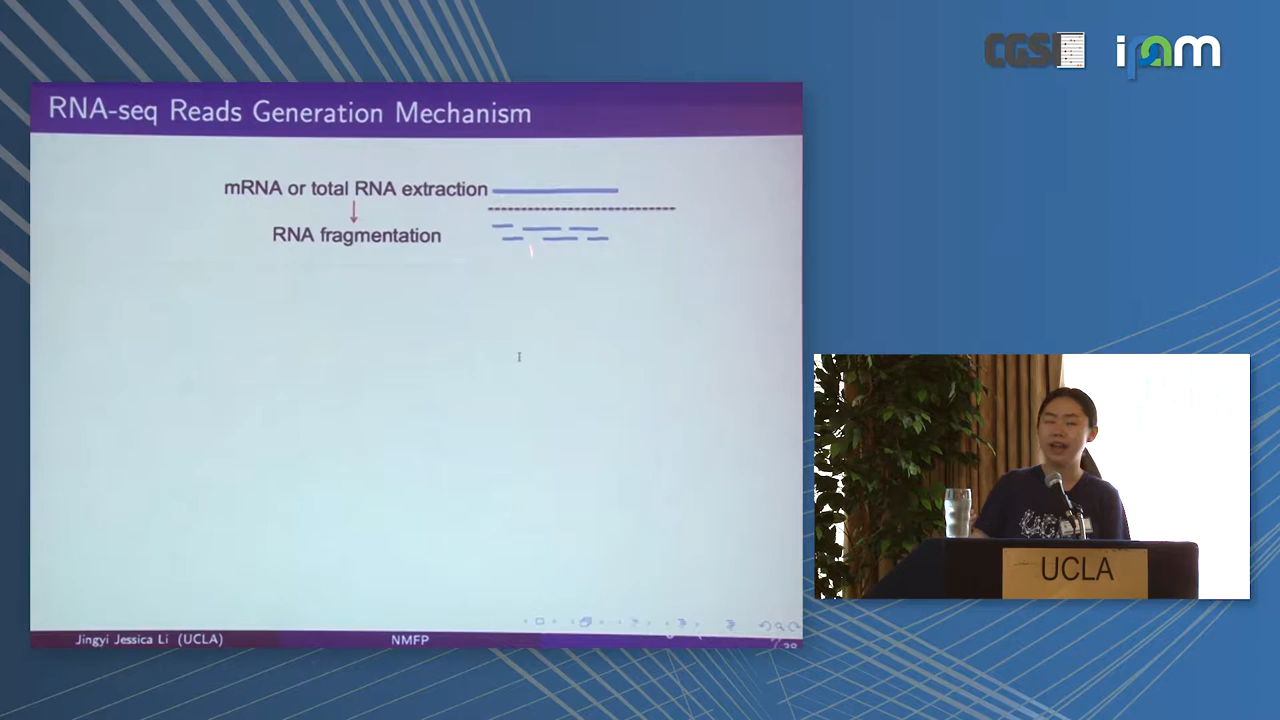 CGSI
ipam
RNA-seq Reads Generation Mechanism
mRNA or total RNA extraction
RNA fragmentation
UCLA
Jingyi Jessica Li (UCLA)
NMFP